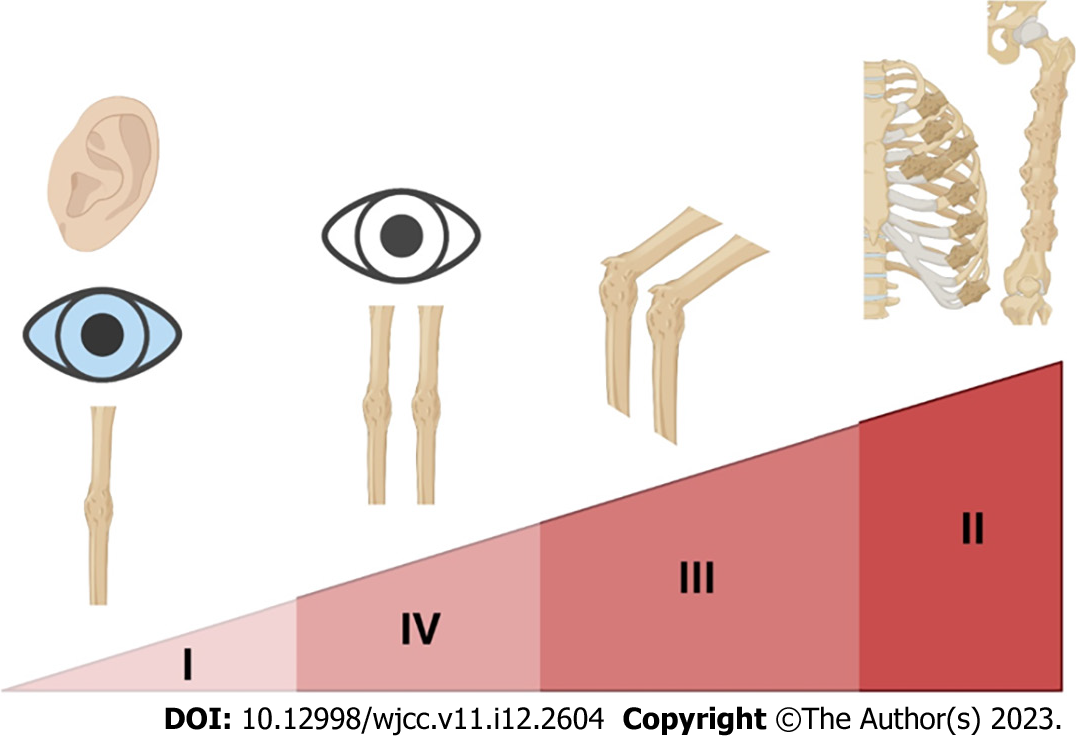 I
IV
III
II
DOI: 10.12998/wjcc.v11.i12.2604 Copyright ©The Author(s) 2023.